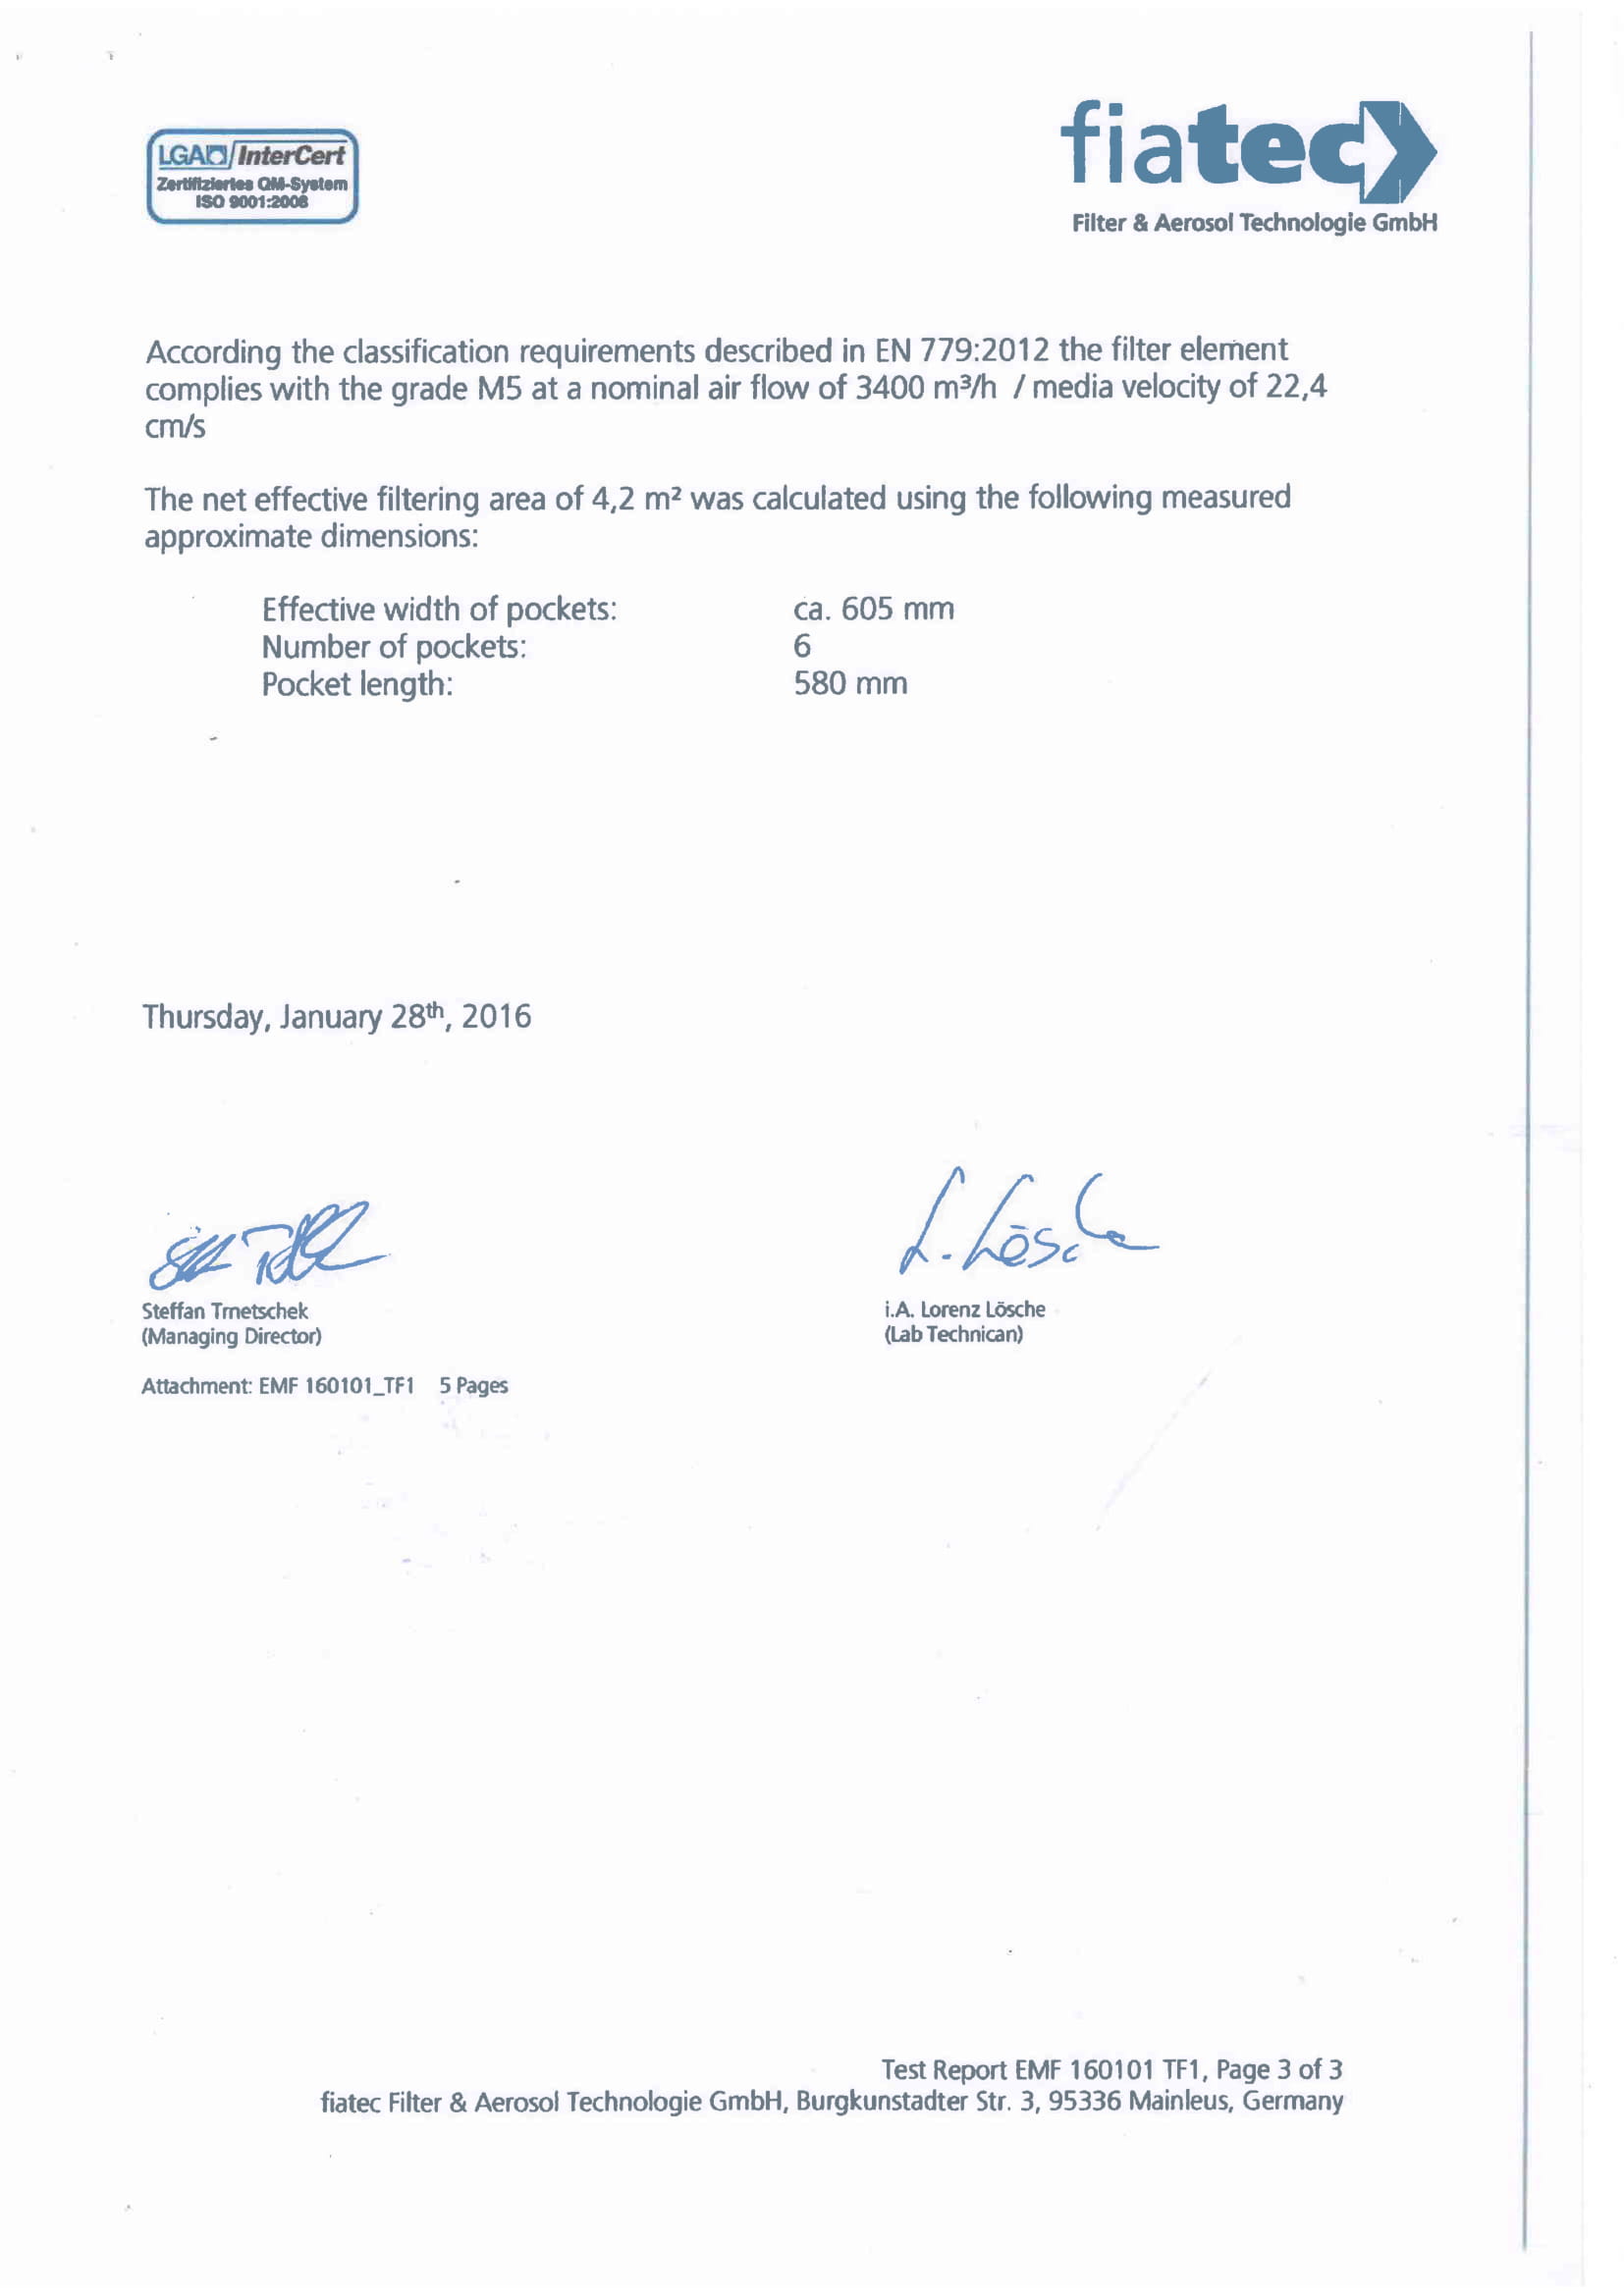 LGA InterCert
Zertifiziertes QM-System
ISO 9001:2008
fiatec
Filter & Aerosol Technologie GmbH
According the classification requirements described in EN 779:2012 the filter element
complies with the grade M5 at a nominal air flow of 3400 m³/h / media velocity of 22,4
cm/s
The net effective filtering area of 4,2 m² was calculated using the following measured
approximate dimensions:
Effective width of pockets: ca. 605 mm
Number of pockets: 6
Pocket length: 580 mm
Thursday, January 28th, 2016
L. Lösche
Steffan Trnetschek
(Managing Director)
i.A. Lorenz Lösche
(Lab Technican)
Attachment: EMF 160101_TF1 5 Pages
Test Report EMF 160101 TF1, Page 3 of 3
fiatec Filter & Aerosol Technologie GmbH, Burgkunstadter Str. 3, 95336 Mainleus, Germany